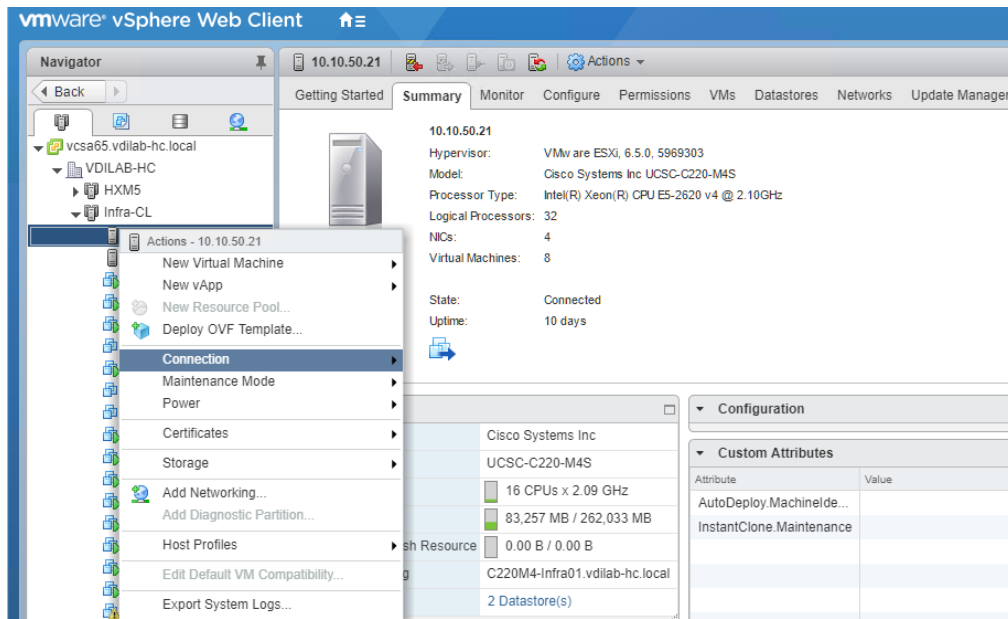 vmware® vSphere Web Client
Navigator
Back
vcsa65.vdilab-hc.local
VDILAB-HC
HXM5
Infra-CL
10.10.50.21
Actions
Getting Started Summary Monitor Configure Permissions VMs Datastores Networks Update Manager
10.10.50.21
Hypervisor: VMware ESXi, 6.5.0, 5969303
Model: Cisco Systems Inc UCSC-C220-M4S
Processor Type: Intel(R) Xeon(R) CPU E5-2620 v4 @ 2.10GHz
Logical Processors: 32
NICs: 4
Virtual Machines: 8
State: Connected
Uptime: 10 days
Actions - 10.10.50.21
New Virtual Machine
New vApp
New Resource Pool...
Deploy OVF Template...
Connection
Maintenance Mode
Power
Certificates
Storage
Add Networking...
Add Diagnostic Partition...
Host Profiles
Edit Default VM Compatibility...
Export System Logs...
Cisco Systems Inc
UCSC-C220-M4S
16 CPUs x 2.09 GHz
83,257 MB / 262,033 MB
sh Resource 0.00 B / 0.00 B
g C220M4-Infra01.vdilab-hc.local
2 Datastore(s)
Configuration
Custom Attributes
Attribute Value
AutoDeploy.MachineIde...
InstantClone.Maintenance